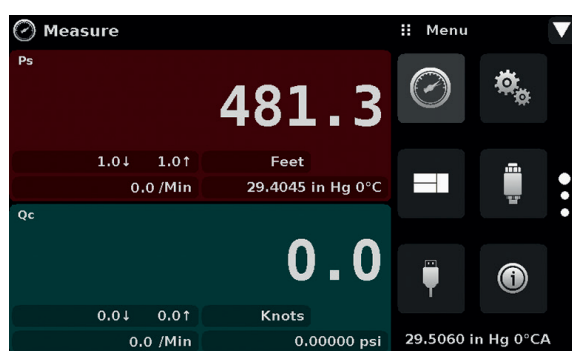 Measure
Menu
Ps
481.3
1.0↓ 1.0↑ Feet
0.0 /Min 29.4045 in Hg 0°C
Qc
0.0
0.0↓ 0.0↑ Knots
0.0 /Min 0.00000 psi
29.5060 in Hg 0°CA